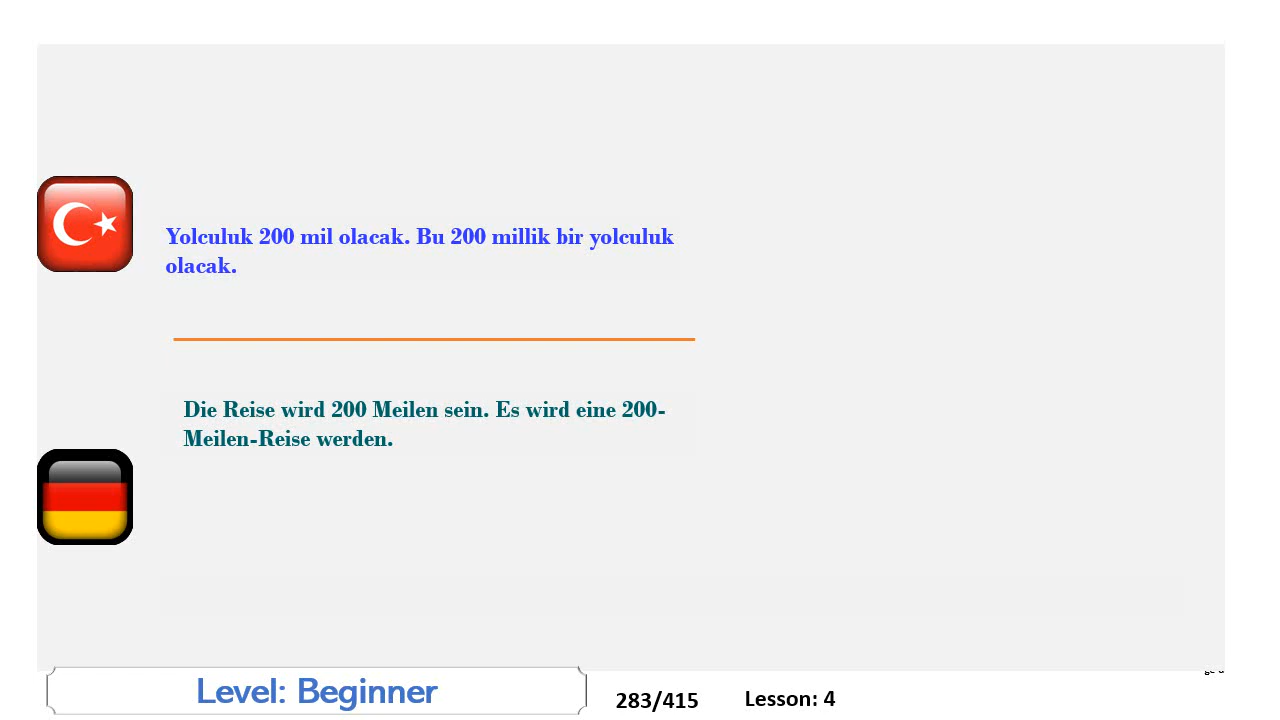 Yolculuk 200 mil olacak. Bu 200 millik bir yolculuk
olacak.
Die Reise wird 200 Meilen sein. Es wird eine 200-
Meilen-Reise werden.
Level: Beginner
283/415
Lesson: 4